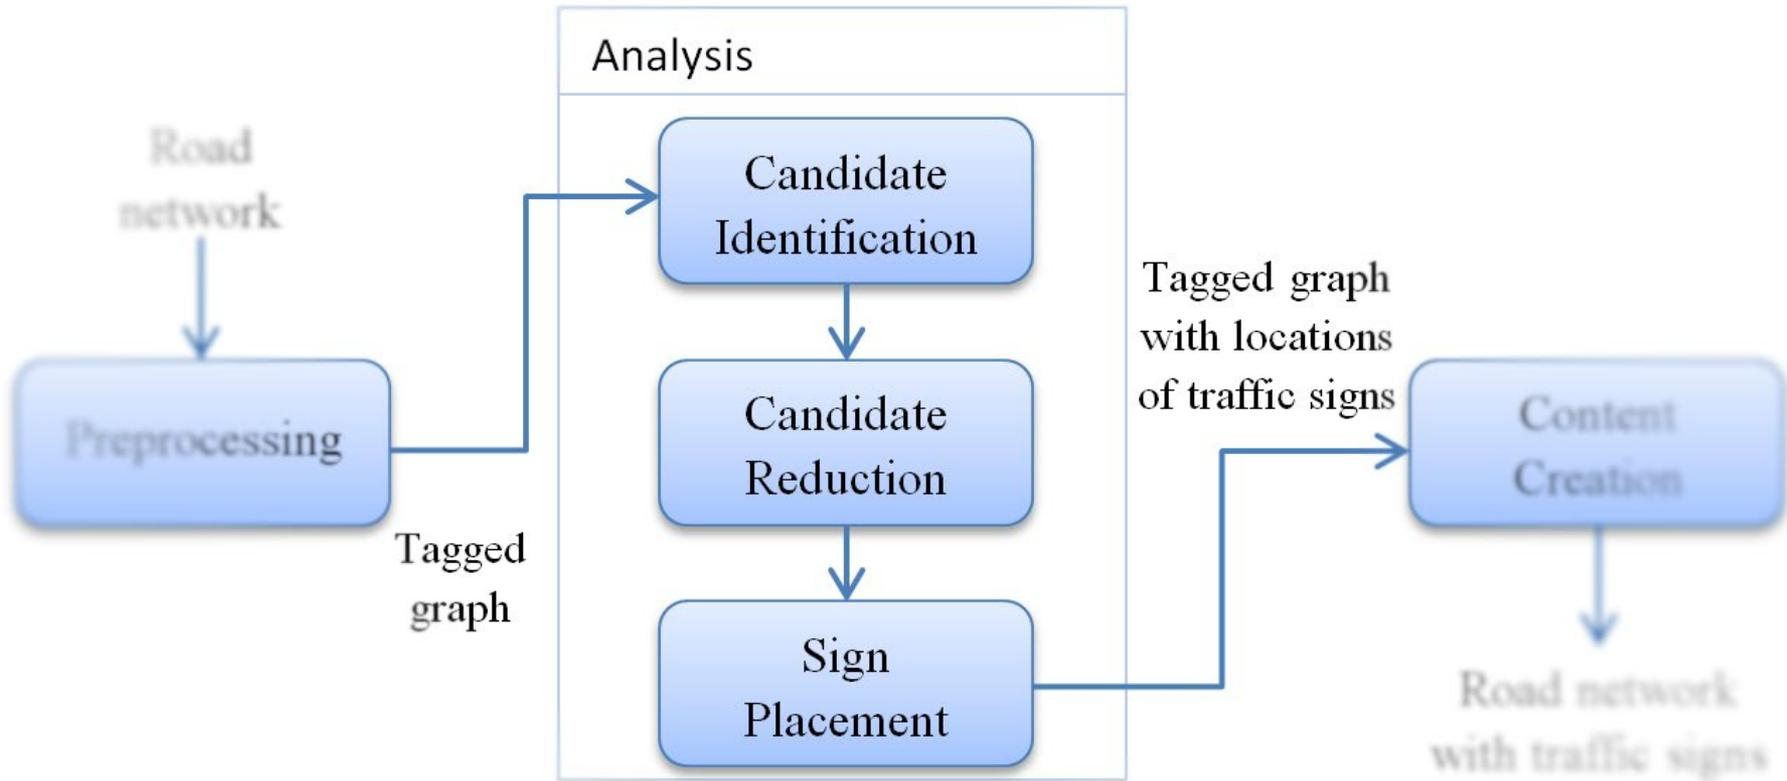 Analysis
Road
network
Candidate
Identification
Tagged graph
with locations
of traffic signs
Preprocessing
Candidate
Reduction
Content
Creation
Tagged
graph
Sign
Placement
Road network
with traffic signs